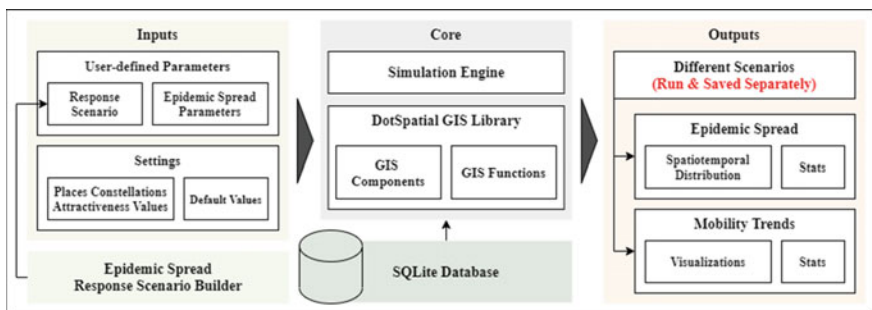 Inputs
User-defined Parameters
Response
Scenario
Epidemic Spread
Parameters
Settings
Places Constellations
Attractiveness Values
Default Values
Epidemic Spread
Response Scenario Builder
Core
Simulation Engine
DotSpatial GIS Library
GIS
Components
GIS Functions
SQLite Database
Outputs
Different Scenarios
(Run & Saved Separately)
Epidemic Spread
Spatiotemporal
Distribution
Stats
Mobility Trends
Visualizations
Stats